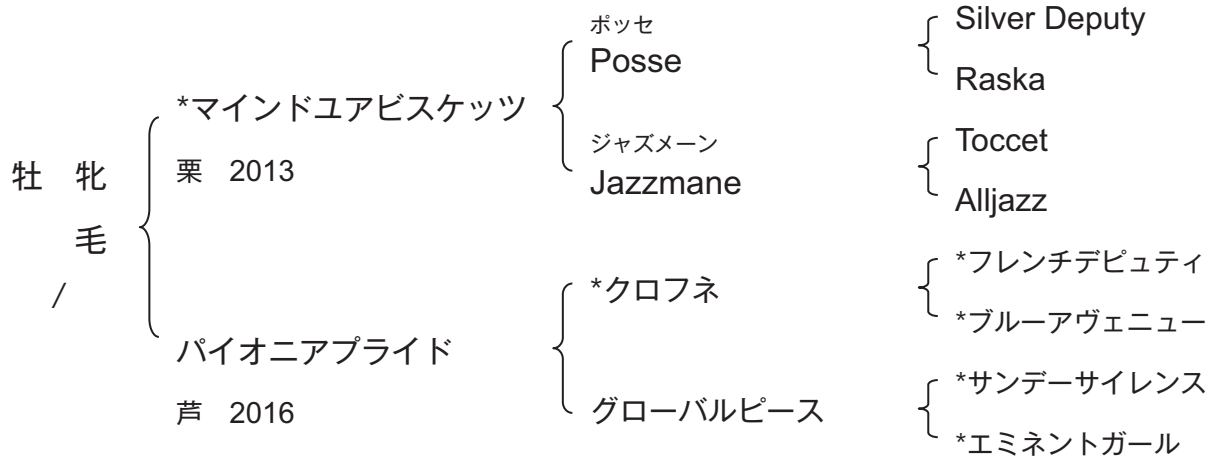 牡 牝
毛
/
*マインドユアビスケッツ
栗 2013
パイオニアプライド
芦 2016
ポッセ
Posse
ジャズメーン
Jazzmane
*クロフネ
グローバルピース
Silver Deputy
Raska
Toccet
Alljazz
*フレンチデピュティ
*ブルーアヴェニュー
*サンデーサイレンス
*エミネントガール